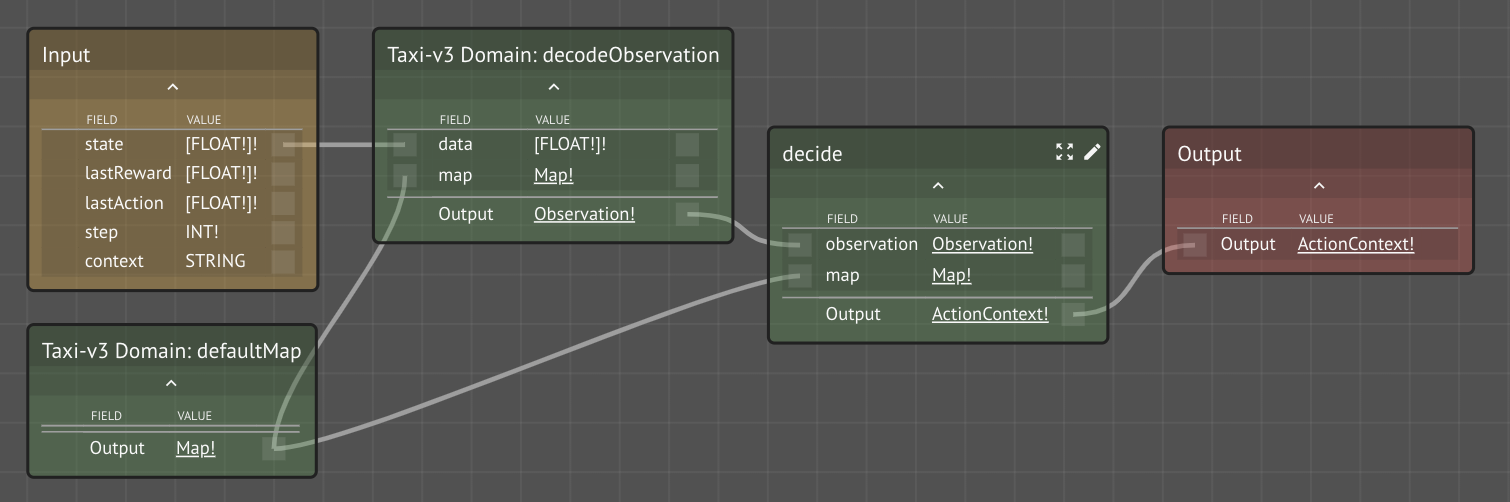 Input
FIELD VALUE
state [FLOAT!]!
lastReward [FLOAT!]!
lastAction [FLOAT!]!
step INT!
context STRING
Taxi-v3 Domain: decodeObservation
FIELD VALUE
data [FLOAT!]!
map Map!
Output Observation!
Taxi-v3 Domain: defaultMap
FIELD VALUE
Output Map!
decide
FIELD VALUE
observation Observation!
map Map!
Output ActionContext!
Output
FIELD VALUE
Output ActionContext!